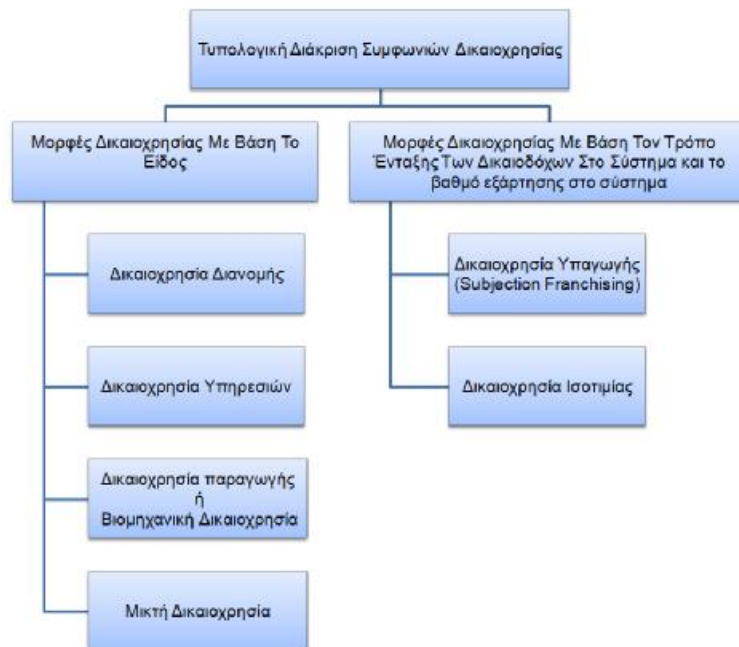 Τυπολογική Διάκριση Συμφωνιών Δικαιοχρησίας
Μορφές Δικαιοχρησίας Με Βάση Το
Είδος
Δικαιοχρησία Διανομής
Δικαιοχρησία Υπηρεσιών
Δικαιοχρησία παραγωγής
ή
Βιομηχανική Δικαιοχρησία
Μικτή Δικαιοχρησία
Μορφές Δικαιοχρησίας Με Βάση Τον Τρόπο
Ένταξης Των Δικαιοδόχων Στο Σύστημα και το
βαθμό εξάρτησης στο σύστημα
Δικαιοχρησία Υπαγωγής
(Subjection Franchising)
Δικαιοχρησία Ισοτιμίας